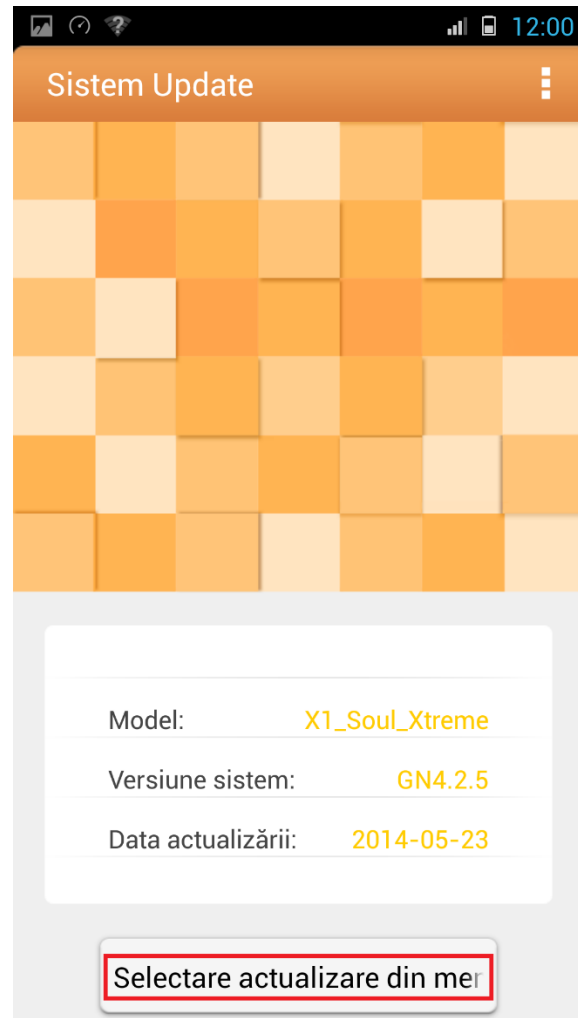 12:00
Sistem Update
Model: X1_Soul_Xtreme
Versiune sistem: GN4.2.5
Data actualizării: 2014-05-23
Selectare actualizare din mer